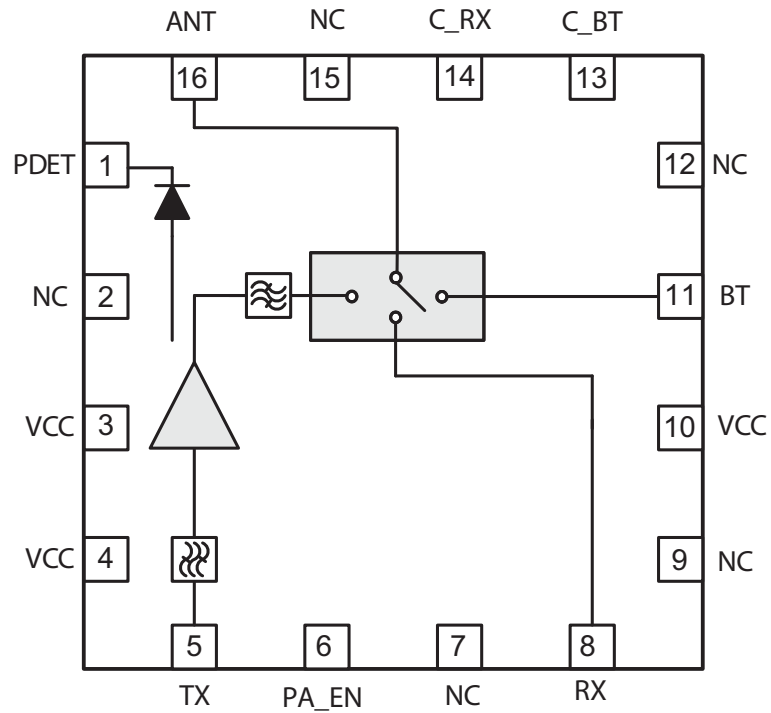 ANT NC C_RX C_BT
16 15 14 13
PDET 1 12 NC
NC 2 11 BT
VCC 3 10 VCC
VCC 4 9 NC
5 6 7 8
TX PA_EN NC RX